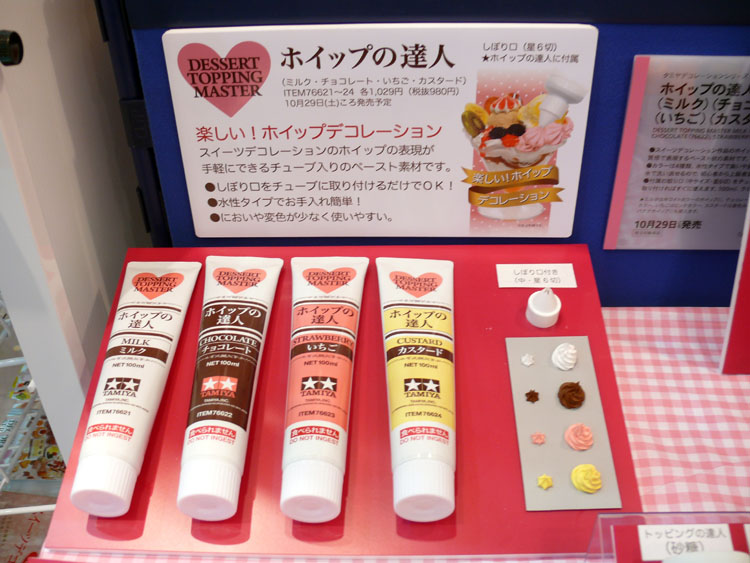 DESSERT
TOPPING
MASTER
ホイップの達人
(ミルク・チョコレート・いちご・カスタード)
ITEM76621〜24 各1,029円(税抜980円)
10月29日(土)ころ発売予定
しぼり口(星6切)
★ホイップの達人に付属
楽しい!ホイップデコレーション
スイーツデコレーションのホイップの表現が
手軽にできるチューブ入りのペースト素材です。
●しぼり口をチューブに取り付けるだけでOK!
●水性タイプでお手入れ簡単!
●においや変色が少なく使いやすい。
楽しい!ホイップ
デコレーション
ホイップの達人
(ミルク)(チョコ
(いちご)(カスタ
10月29日発売
DESSERT
TOPPING
MASTER
ホイップの達人
MILK
ミルク
NET 100ml
TAMIYA
TAMIYA, INC.
ITEM76621
食べられません
DO NOT INGEST
DESSERT
TOPPING
MASTER
ホイップの達人
CHOCOLATE
チョコレート
NET 100ml
TAMIYA
TAMIYA, INC.
ITEM76622
食べられません
DO NOT INGEST
DESSERT
TOPPING
MASTER
ホイップの達人
STRAWBERRY
いちご
NET 100ml
TAMIYA
TAMIYA, INC.
ITEM76623
食べられません
DO NOT INGEST
DESSERT
TOPPING
MASTER
ホイップの達人
CUSTARD
カスタード
NET 100ml
TAMIYA
TAMIYA, INC.
ITEM76624
食べられません
DO NOT INGEST
しぼり口付き
(中・星6切)
トッピングの達人
(砂糖)